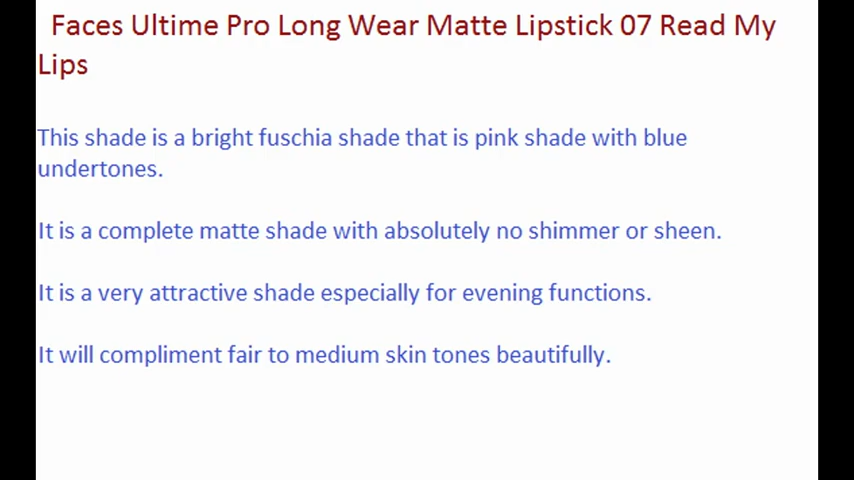 Faces Ultime Pro Long Wear Matte Lipstick 07 Read My
Lips
This shade is a bright fuschia shade that is pink shade with blue
undertones.
It is a complete matte shade with absolutely no shimmer or sheen.
It is a very attractive shade especially for evening functions.
It will compliment fair to medium skin tones beautifully.